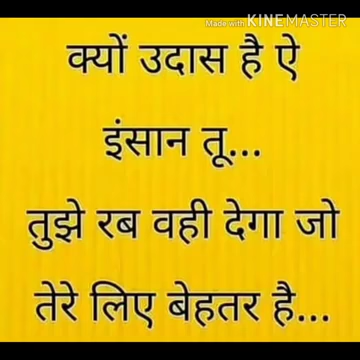 Made with KINEMASTER
क्यों उदास है ऐ
इंसान तू...
तुझे रब वही देगा जो
तेरे लिए बेहतर है...